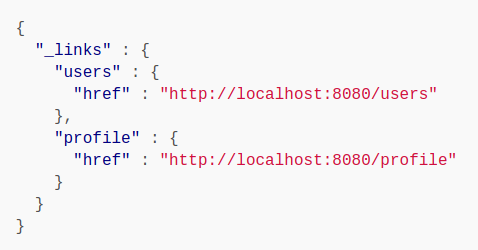 {
  "_links" : {
    "users" : {
      "href" : "http://localhost:8080/users"
    },
    "profile" : {
      "href" : "http://localhost:8080/profile"
    }
  }
}